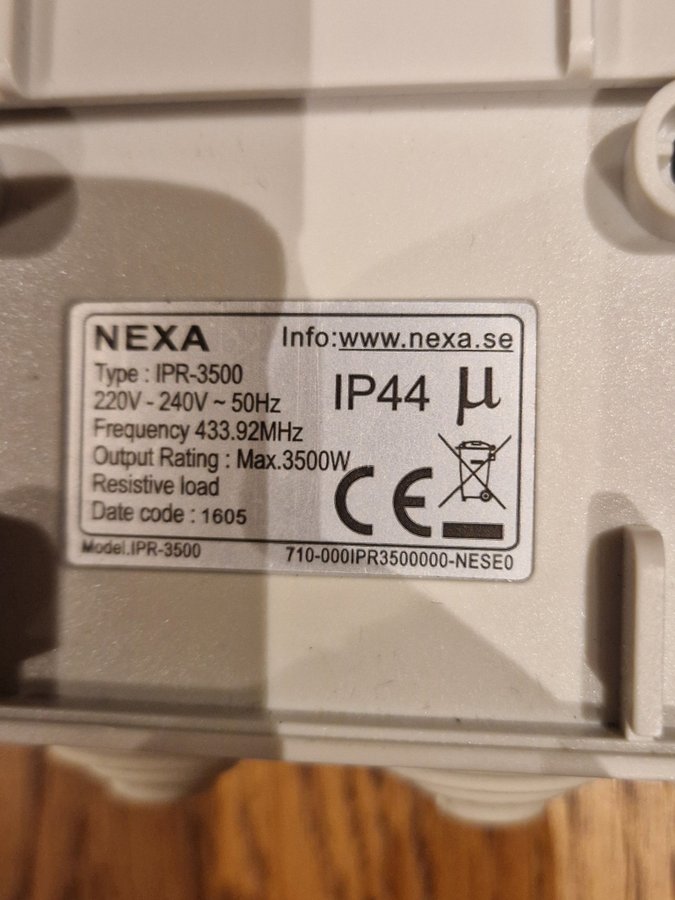 NEXA Info:www.nexa.se
Type : IPR-3500
220V - 240V ~ 50Hz
IP44 µ
Frequency 433.92MHz
Output Rating : Max.3500W
Resistive load
CE
Date code : 1605
Model.IPR-3500 710-000IPR3500000-NESE0